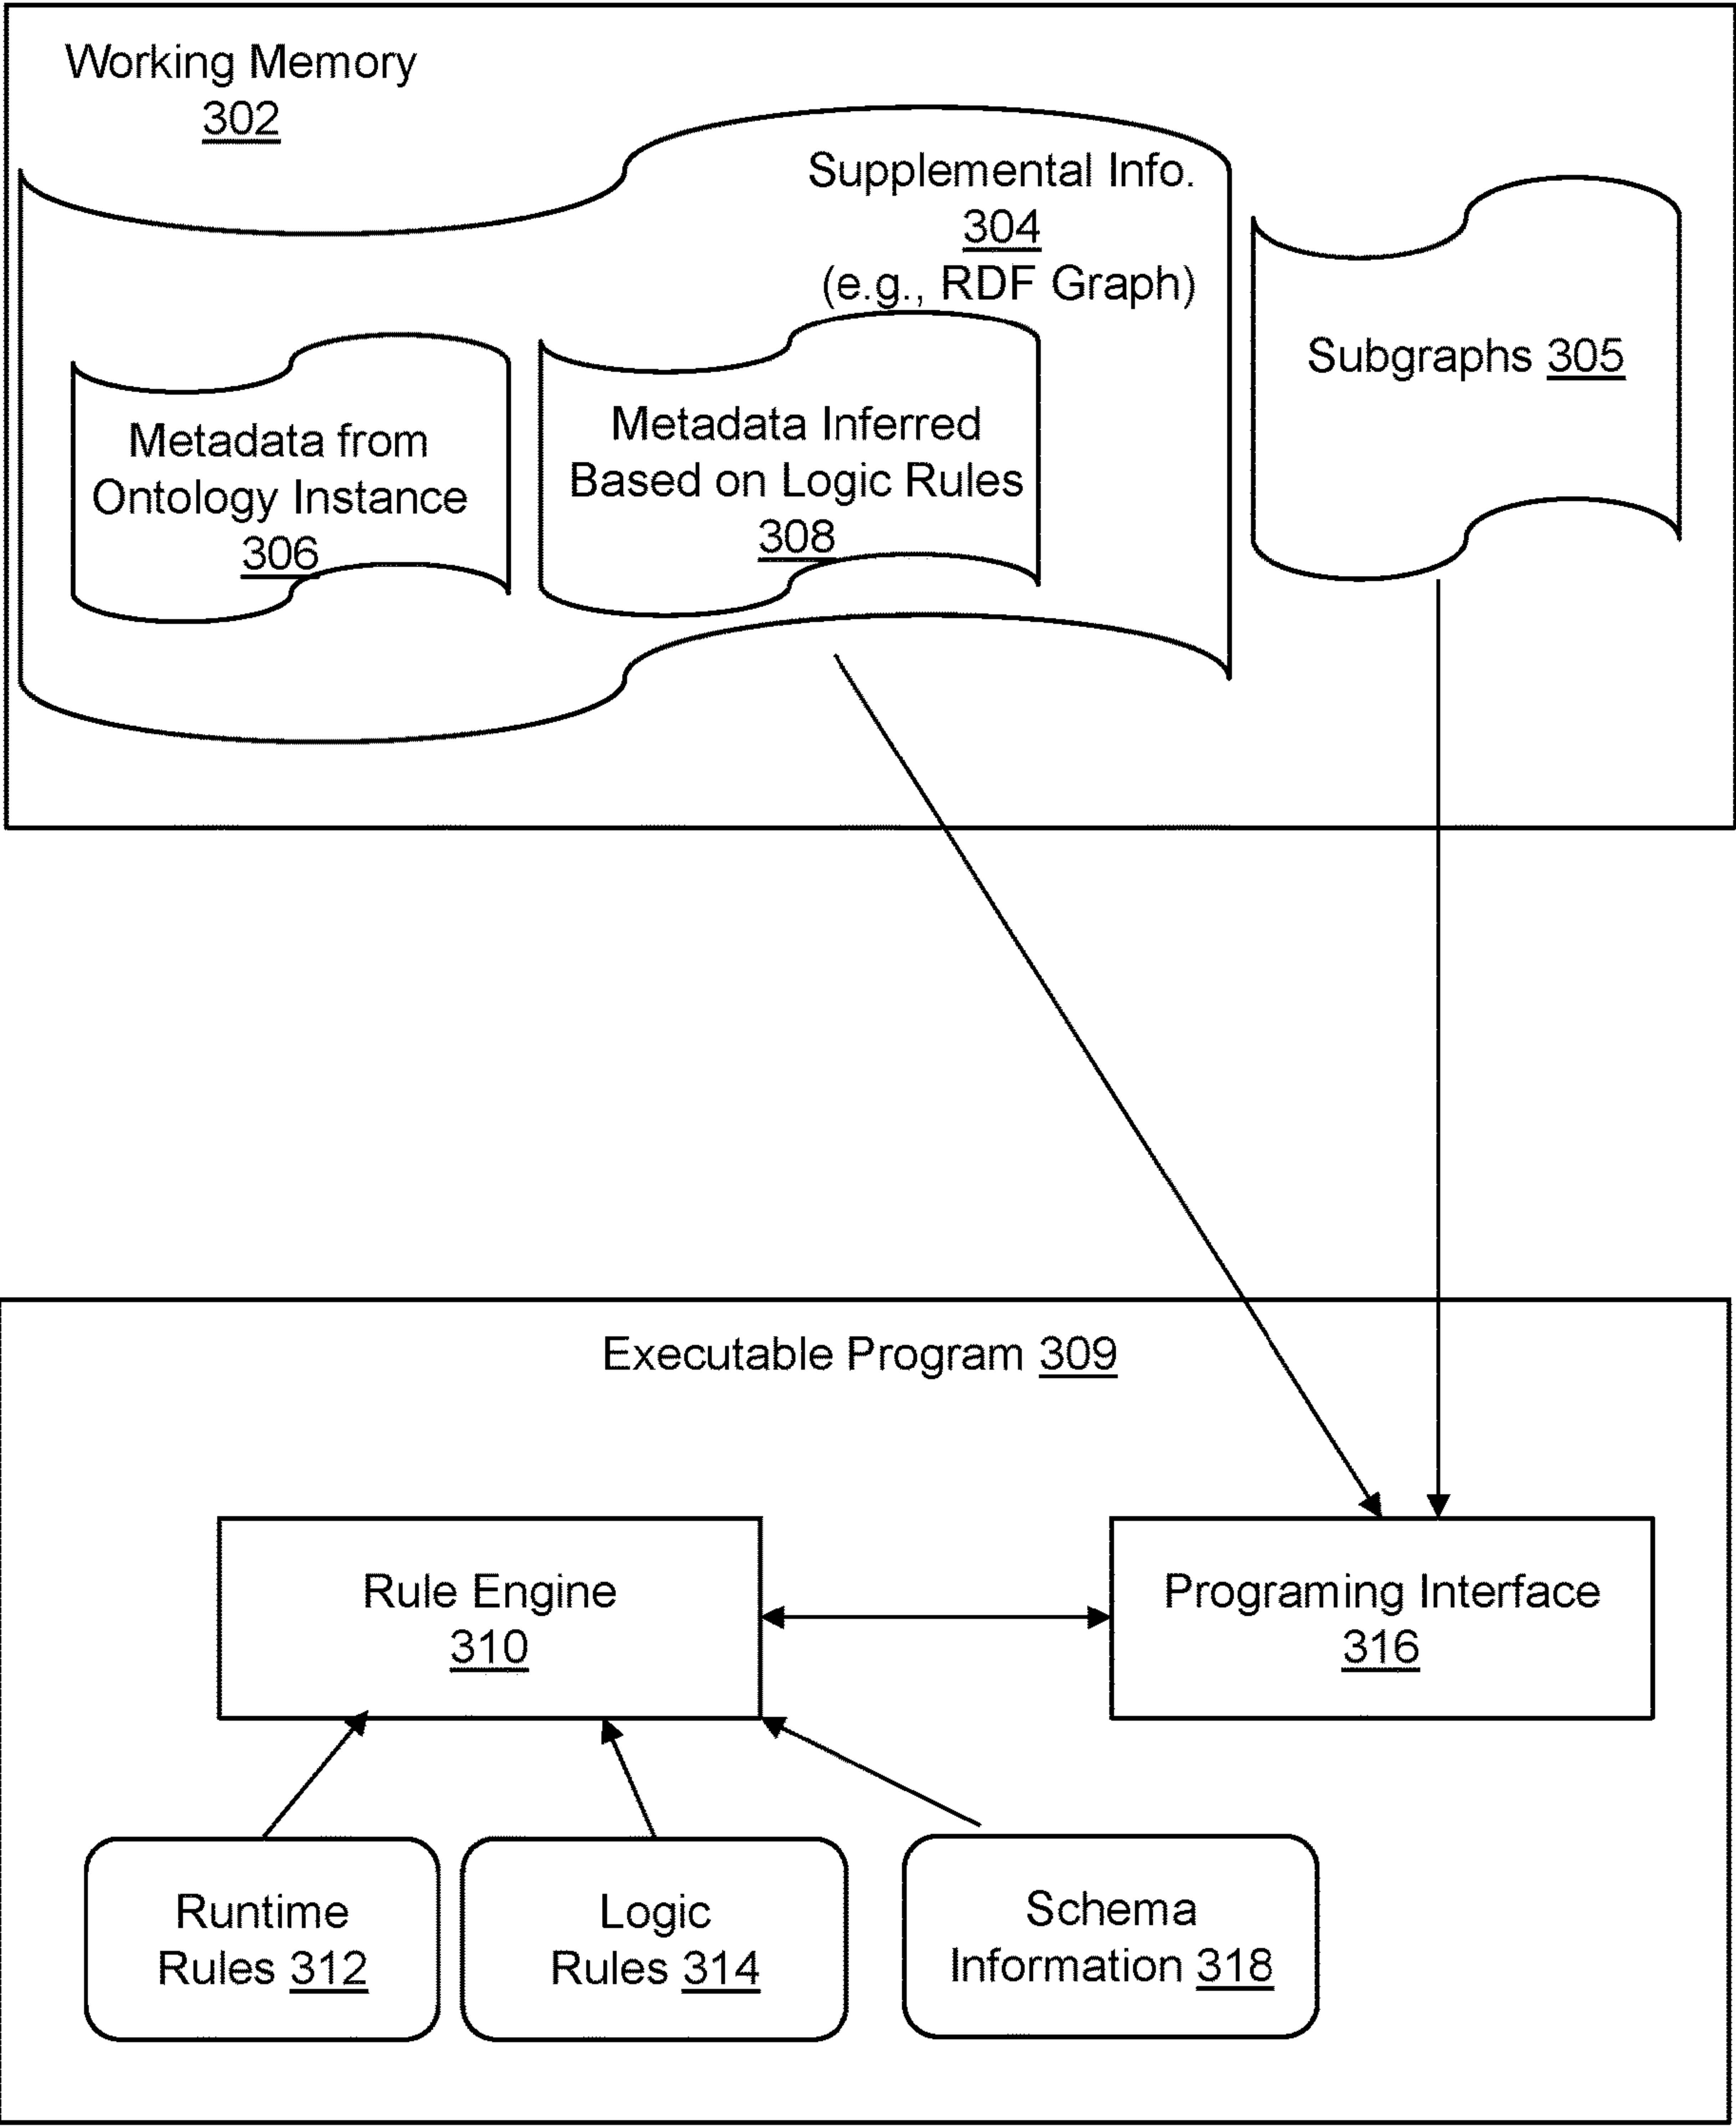 Working Memory
302
Supplemental Info.
304
(e.g., RDF Graph)
Subgraphs 305
Metadata from
Ontology Instance
306
Metadata Inferred
Based on Logic Rules
308
Executable Program 309
Rule Engine
310
Programing Interface
316
Runtime
Rules 312
Logic
Rules 314
Schema
Information 318